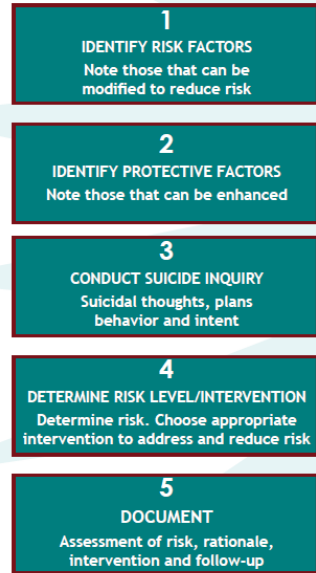 1
IDENTIFY RISK FACTORS
Note those that can be
modified to reduce risk
2
IDENTIFY PROTECTIVE FACTORS
Note those that can be enhanced
3
CONDUCT SUICIDE INQUIRY
Suicidal thoughts, plans
behavior and intent
4
DETERMINE RISK LEVEL/INTERVENTION
Determine risk. Choose appropriate
intervention to address and reduce risk
5
DOCUMENT
Assessment of risk, rationale,
intervention and follow-up